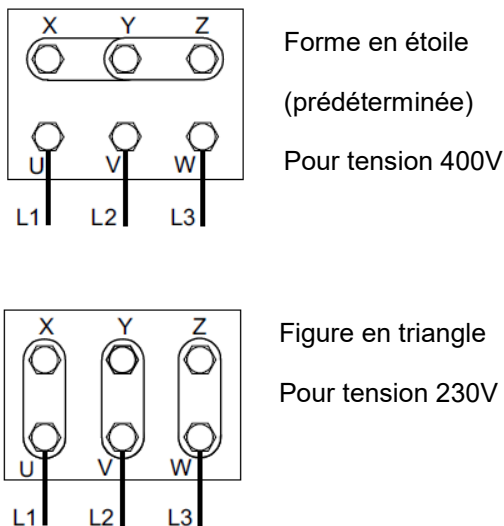 X Y Z
Forme en étoile
(prédéterminée)
U V W
Pour tension 400V
L1 L2 L3
X Y Z
Figure en triangle
Pour tension 230V
U V W
L1 L2 L3